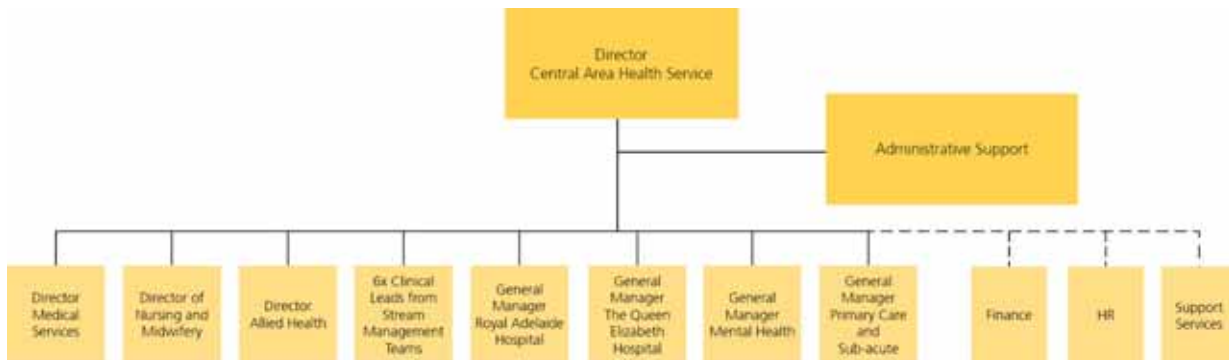 Director
Central Area Health Service
Administrative Support
Director
Medical
Services
Director of
Nursing and
Midwifery
Director
Allied Health
6x Clinical
Leads from
Stream
Management
Teams
General
Manager
Royal Adelaide
Hospital
General
Manager
The Queen
Elizabeth
Hospital
General
Manager
Mental Health
General
Manager
Primary Care
and
Sub-acute
Finance
HR
Support
Services